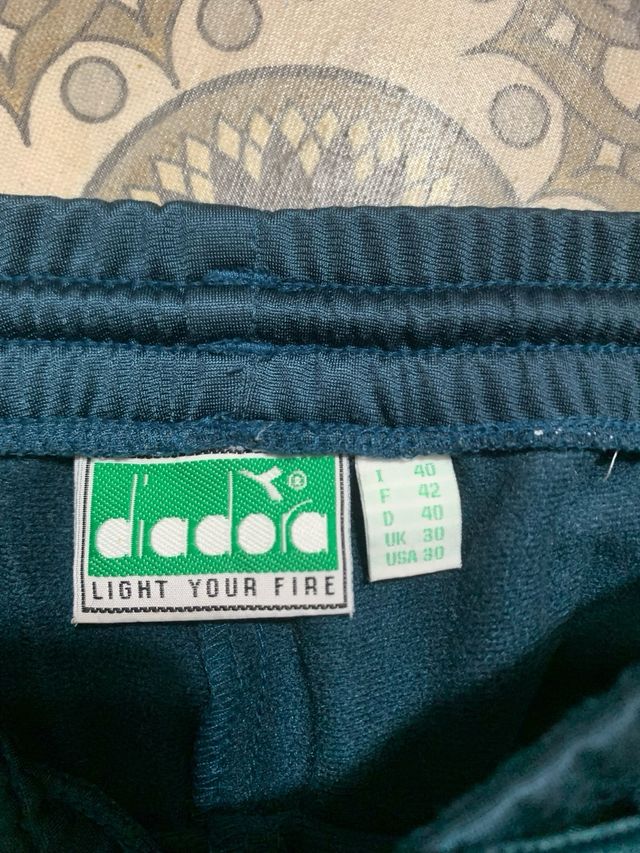 diadora®
LIGHT YOUR FIRE
I 40
F 42
D 40
UK 30
USA 30